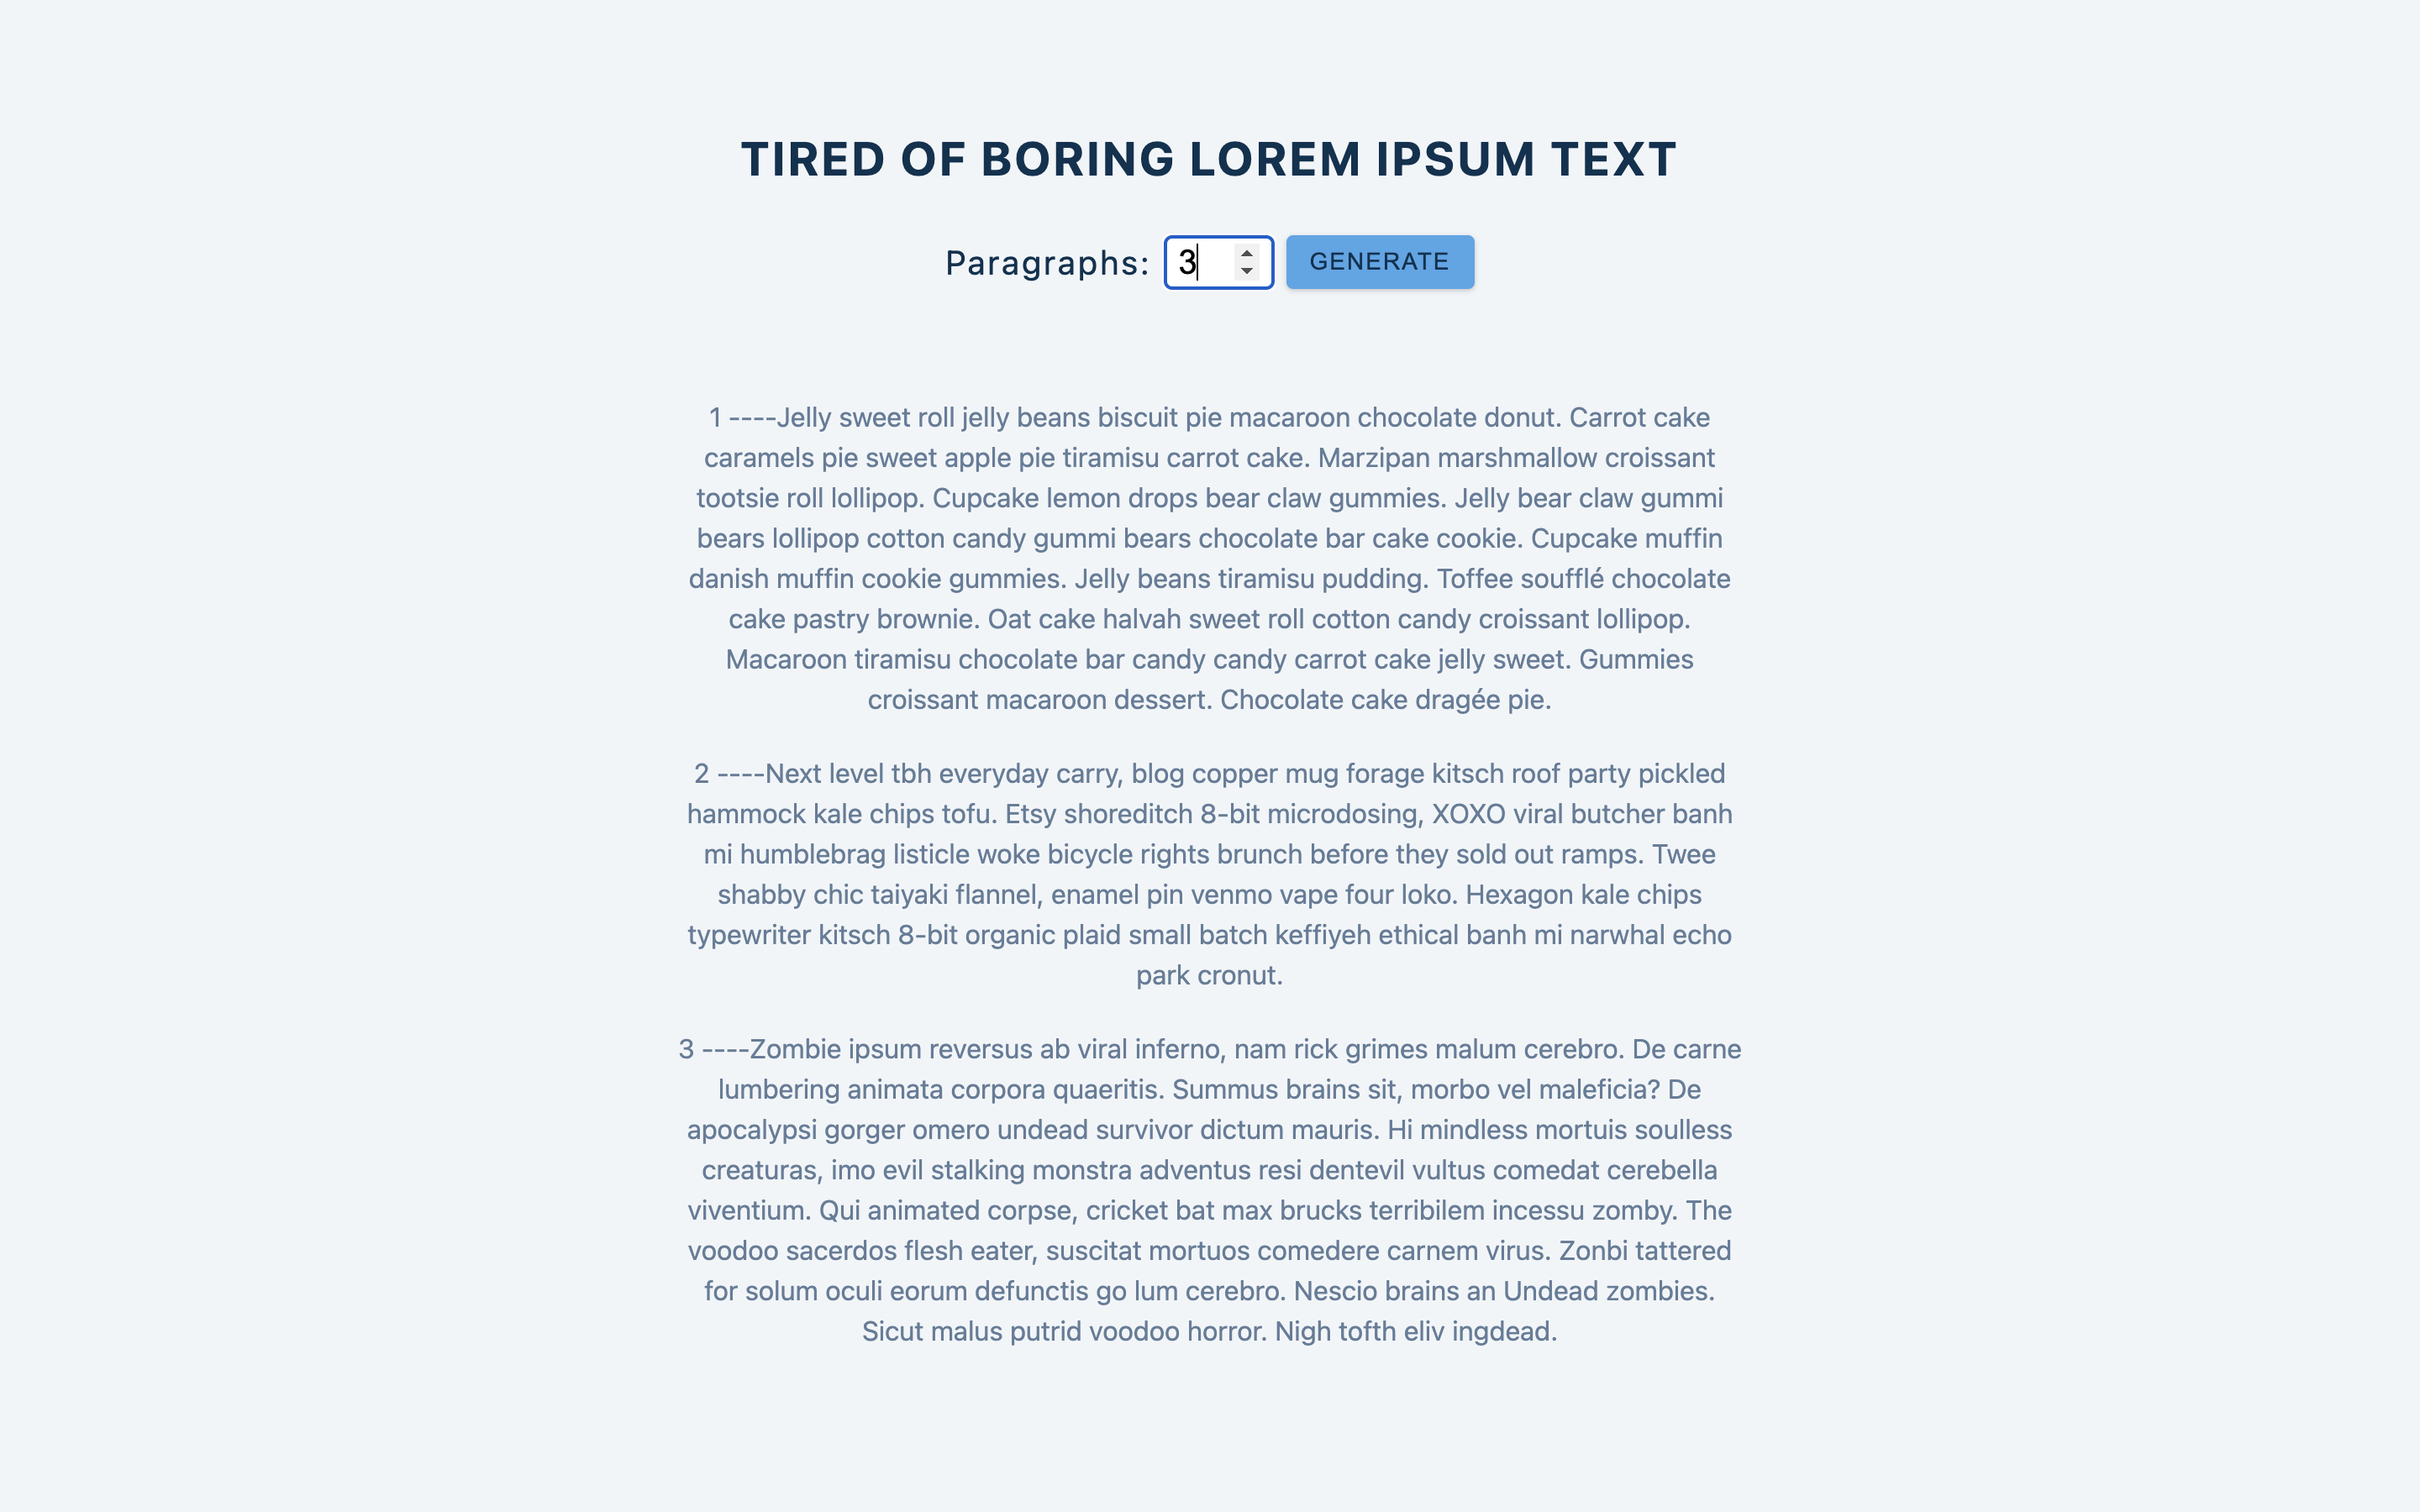 TIRED OF BORING LOREM IPSUM TEXT
Paragraphs: 3 GENERATE
1 ----Jelly sweet roll jelly beans biscuit pie macaroon chocolate donut. Carrot cake
caramels pie sweet apple pie tiramisu carrot cake. Marzipan marshmallow croissant
tootsie roll lollipop. Cupcake lemon drops bear claw gummies. Jelly bear claw gummi
bears lollipop cotton candy gummi bears chocolate bar cake cookie. Cupcake muffin
danish muffin cookie gummies. Jelly beans tiramisu pudding. Toffee soufflé chocolate
cake pastry brownie. Oat cake halvah sweet roll cotton candy croissant lollipop.
Macaroon tiramisu chocolate bar candy candy carrot cake jelly sweet. Gummies
croissant macaroon dessert. Chocolate cake dragée pie.
2 ----Next level tbh everyday carry, blog copper mug forage kitsch roof party pickled
hammock kale chips tofu. Etsy shoreditch 8-bit microdosing, XOXO viral butcher banh
mi humblebrag listicle woke bicycle rights brunch before they sold out ramps. Twee
shabby chic taiyaki flannel, enamel pin venmo vape four loko. Hexagon kale chips
typewriter kitsch 8-bit organic plaid small batch keffiyeh ethical banh mi narwhal echo
park cronut.
3 ----Zombie ipsum reversus ab viral inferno, nam rick grimes malum cerebro. De carne
lumbering animata corpora quaeritis. Summus brains sit, morbo vel maleficia? De
apocalypsi gorger omero undead survivor dictum mauris. Hi mindless mortuis soulless
creaturas, imo evil stalking monstra adventus resi dentevil vultus comedat cerebella
viventium. Qui animated corpse, cricket bat max brucks terribilem incessu zomby. The
voodoo sacerdos flesh eater, suscitat mortuos comedere carnem virus. Zonbi tattered
for solum oculi eorum defunctis go lum cerebro. Nescio brains an Undead zombies.
Sicut malus putrid voodoo horror. Nigh tofth eliv ingdead.